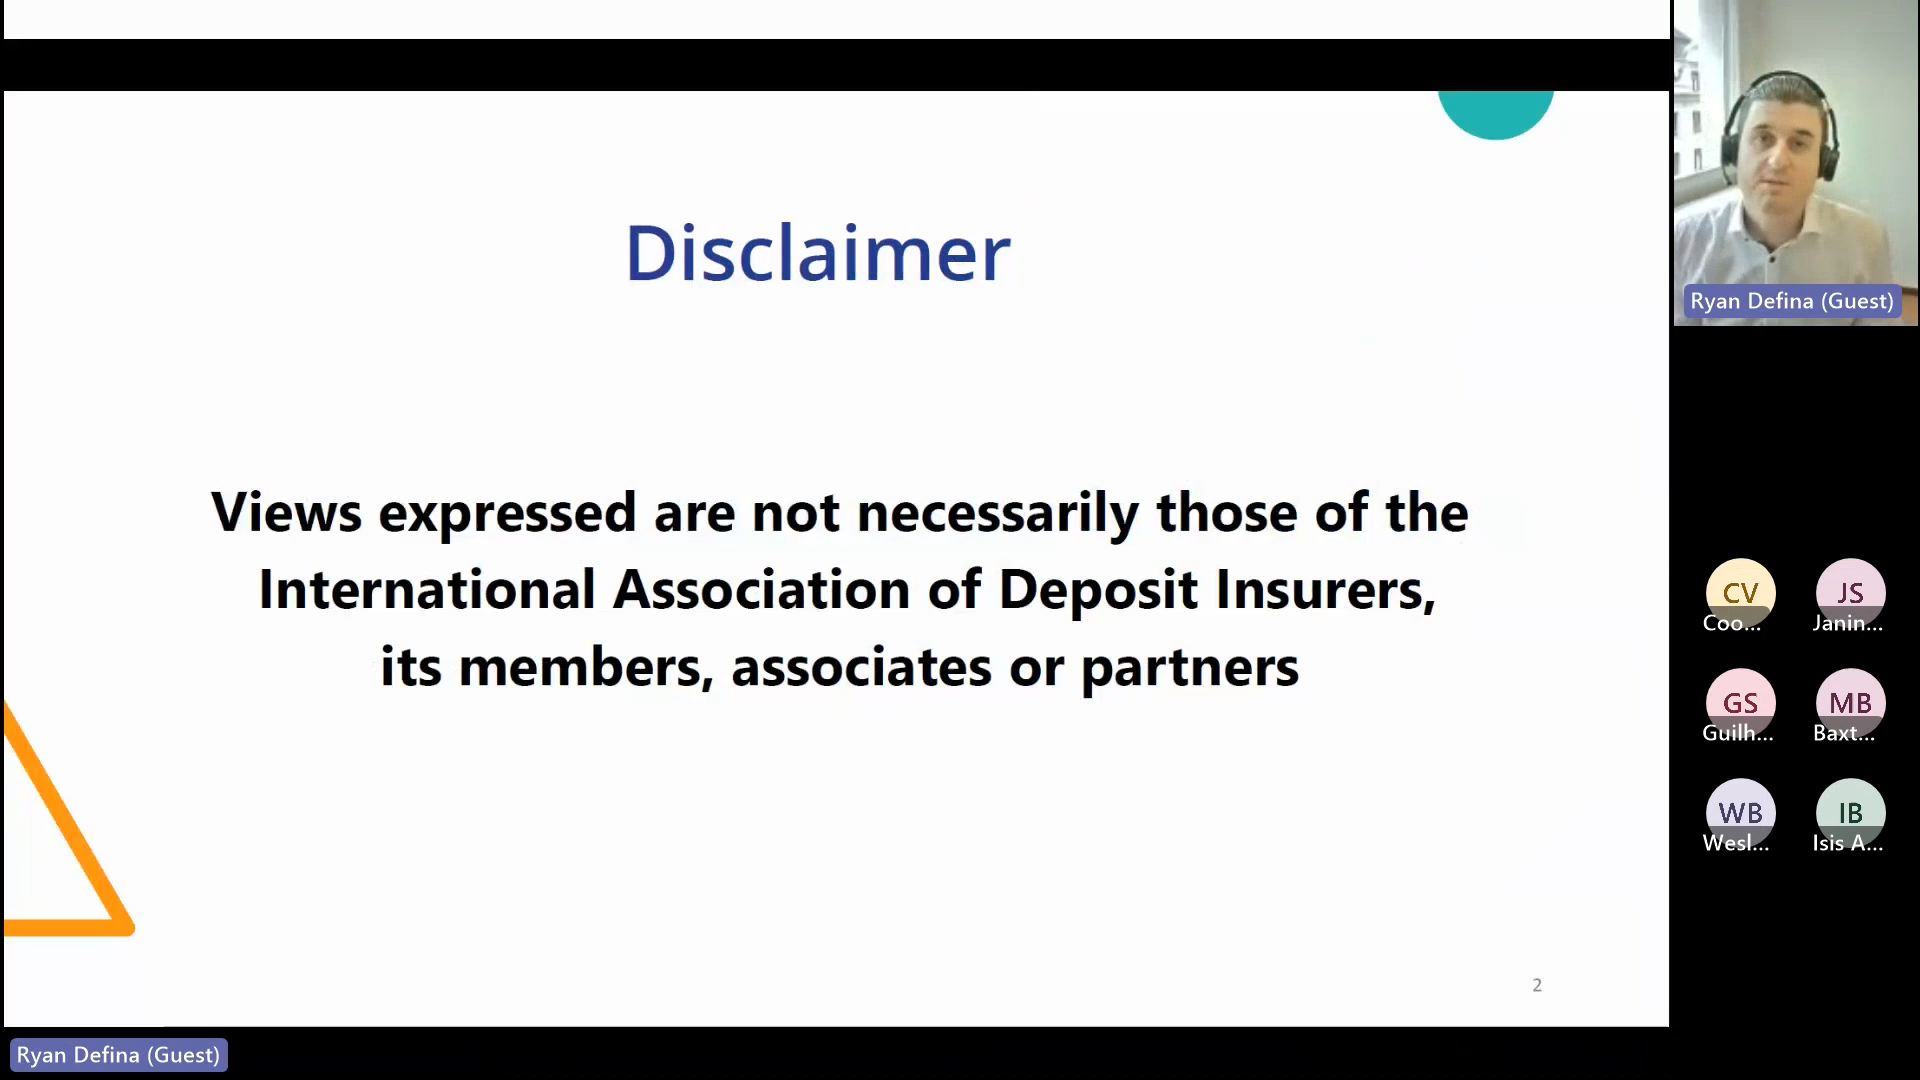 Disclaimer
Views expressed are not necessarily those of the
International Association of Deposit Insurers,
its members, associates or partners
2
Ryan Defina (Guest)
Ryan Defina (Guest)
CV
Coo...
JS
Janin...
GS
Guilh...
MB
Baxt...
WB
Wesl...
IB
Isis A...